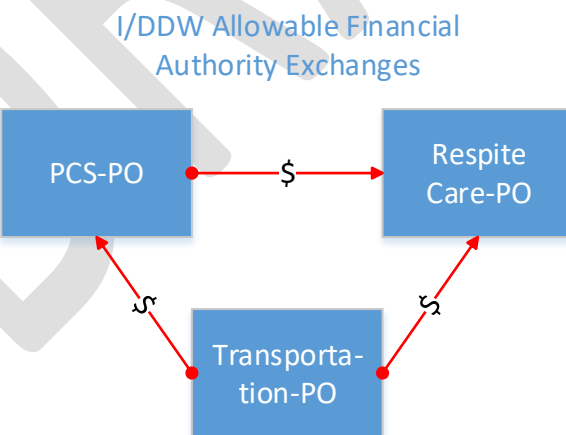 I/DDW Allowable Financial
Authority Exchanges
PCS-PO
$
Respite
Care-PO
$
$
Transporta-
tion-PO